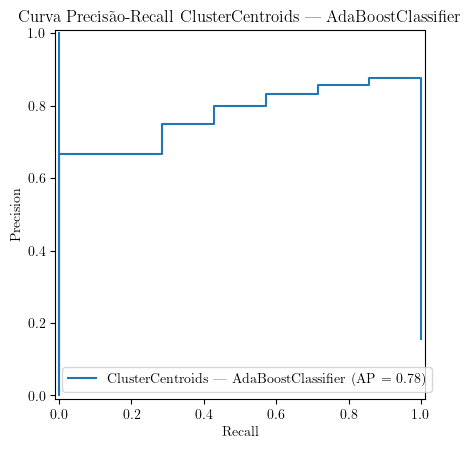 Curva Precisão-Recall ClusterCentroids — AdaBoostClassifier
1.0
0.8
0.6
0.4
0.2
0.0
Precision
ClusterCentroids — AdaBoostClassifier (AP = 0.78)
0.0 0.2 0.4 0.6 0.8 1.0
Recall